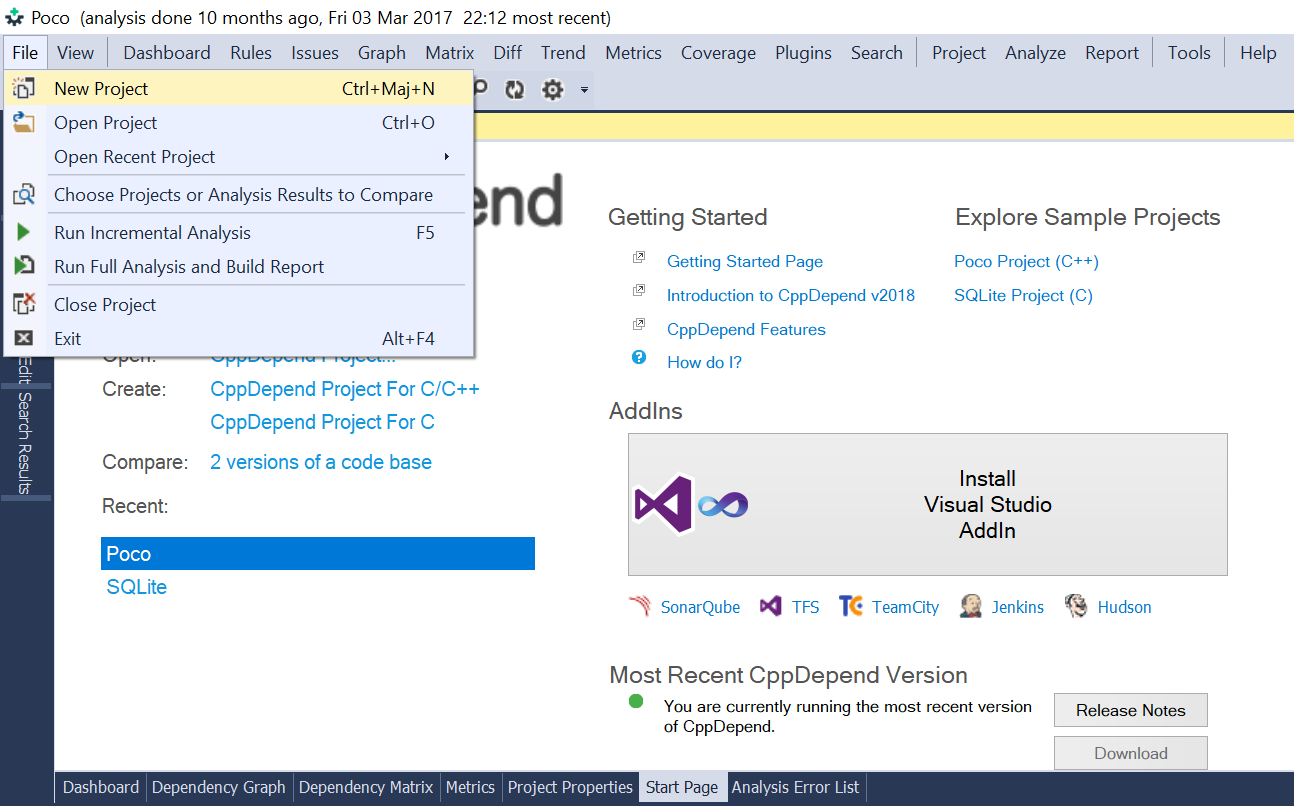 Poco (analysis done 10 months ago, Fri 03 Mar 2017 22:12 most recent)
File View Dashboard Rules Issues Graph Matrix Diff Trend Metrics Coverage Plugins Search Project Analyze Report Tools Help
New Project Ctrl+Maj+N
Open Project Ctrl+O
Open Recent Project
Choose Projects or Analysis Results to Compare
Run Incremental Analysis F5
Run Full Analysis and Build Report
Close Project
Exit Alt+F4
end
Open: CppDepend Project...
Create: CppDepend Project For C/C++
CppDepend Project For C
Compare: 2 versions of a code base
Recent:
Poco
SQLite
Edit
Search Results
Getting Started
Getting Started Page
Introduction to CppDepend v2018
CppDepend Features
How do I?
Explore Sample Projects
Poco Project (C++)
SQLite Project (C)
AddIns
Install
Visual Studio
AddIn
SonarQube TFS TeamCity Jenkins Hudson
Most Recent CppDepend Version
You are currently running the most recent version
of CppDepend.
Release Notes
Download
Dashboard Dependency Graph Dependency Matrix Metrics Project Properties Start Page Analysis Error List